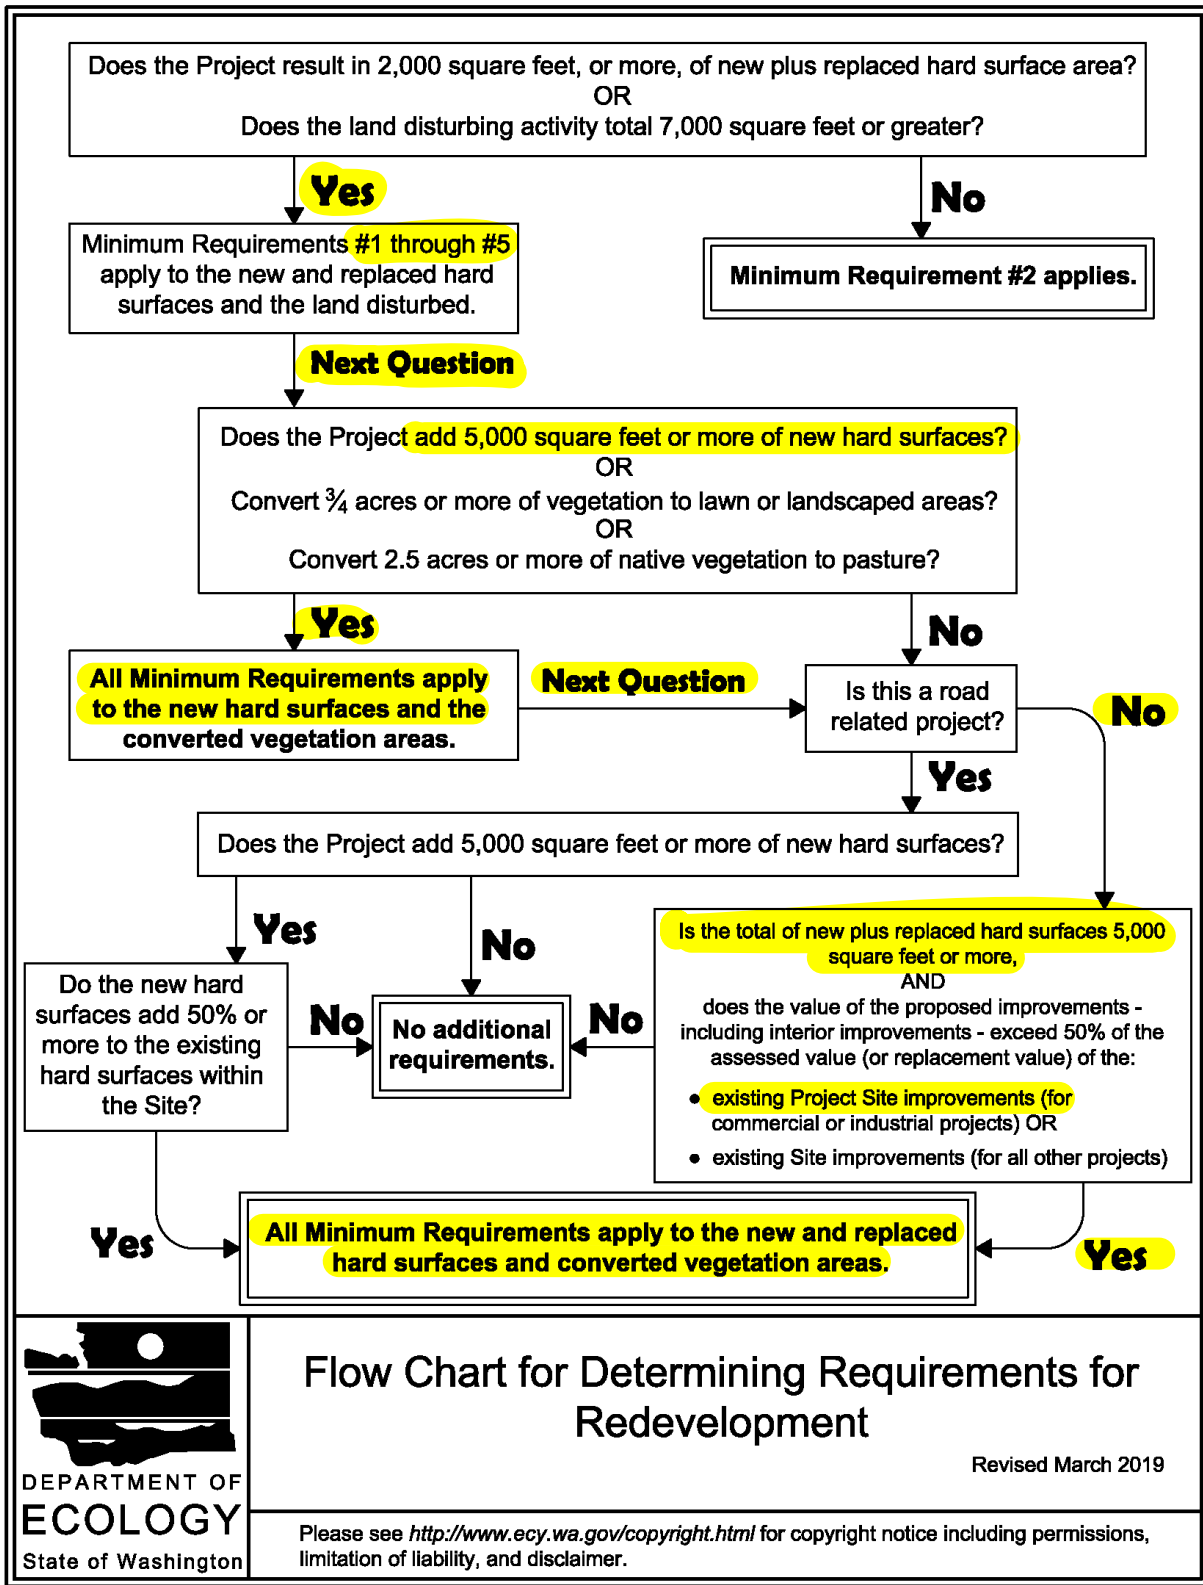 Does the Project result in 2,000 square feet, or more, of new plus replaced hard surface area?
OR
Does the land disturbing activity total 7,000 square feet or greater?
Yes
No
Minimum Requirements #1 through #5
apply to the new and replaced hard
surfaces and the land disturbed.
Minimum Requirement #2 applies.
Next Question
Does the Project add 5,000 square feet or more of new hard surfaces?
OR
Convert ¾ acres or more of vegetation to lawn or landscaped areas?
OR
Convert 2.5 acres or more of native vegetation to pasture?
Yes
No
All Minimum Requirements apply
to the new hard surfaces and the
converted vegetation areas.
Next Question
Is this a road
related project?
No
Yes
Does the Project add 5,000 square feet or more of new hard surfaces?
Yes
No
Do the new hard
surfaces add 50% or
more to the existing
hard surfaces within
the Site?
No
No additional
requirements.
No
Is the total of new plus replaced hard surfaces 5,000
square feet or more,
AND
does the value of the proposed improvements -
including interior improvements - exceed 50% of the
assessed value (or replacement value) of the:
• existing Project Site improvements (for
commercial or industrial projects) OR
• existing Site improvements (for all other projects)
Yes
All Minimum Requirements apply to the new and replaced
hard surfaces and converted vegetation areas.
Yes
DEPARTMENT OF
ECOLOGY
State of Washington
Flow Chart for Determining Requirements for
Redevelopment
Revised March 2019
Please see http://www.ecy.wa.gov/copyright.html for copyright notice including permissions,
limitation of liability, and disclaimer.